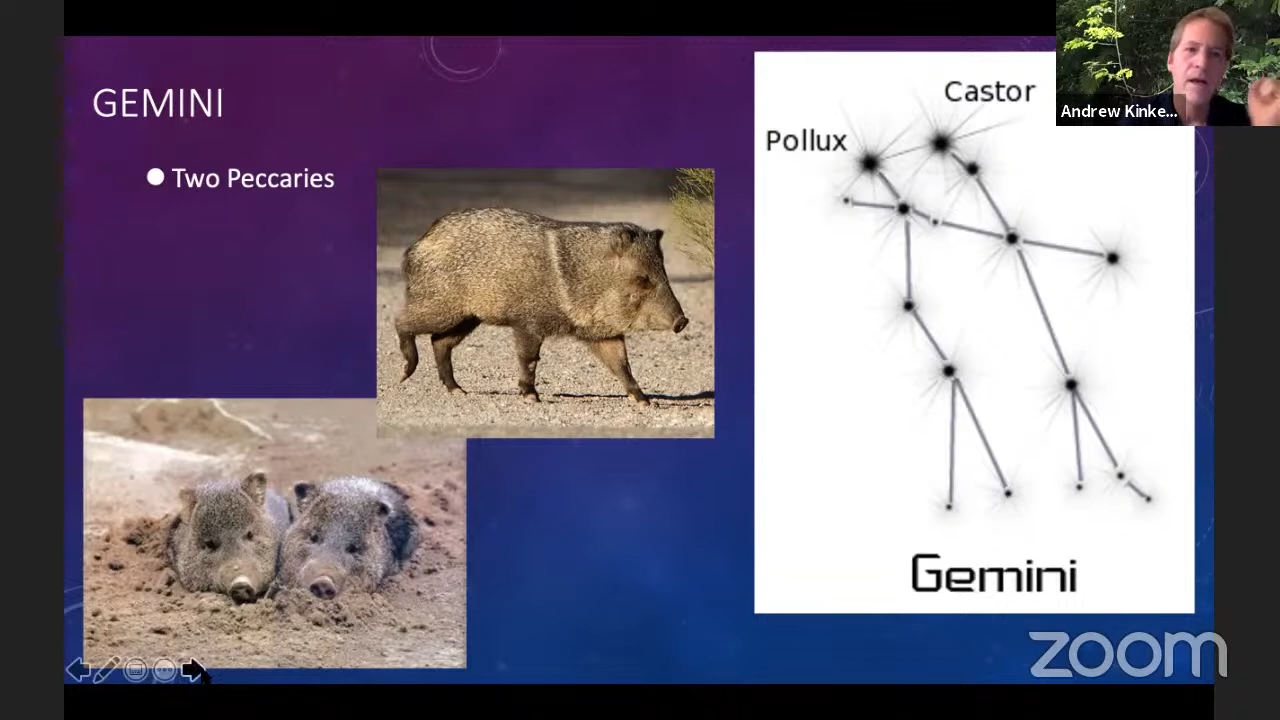 GEMINI
Two Peccaries
Castor
Pollux
Gemini
Andrew Kinke...
zoom